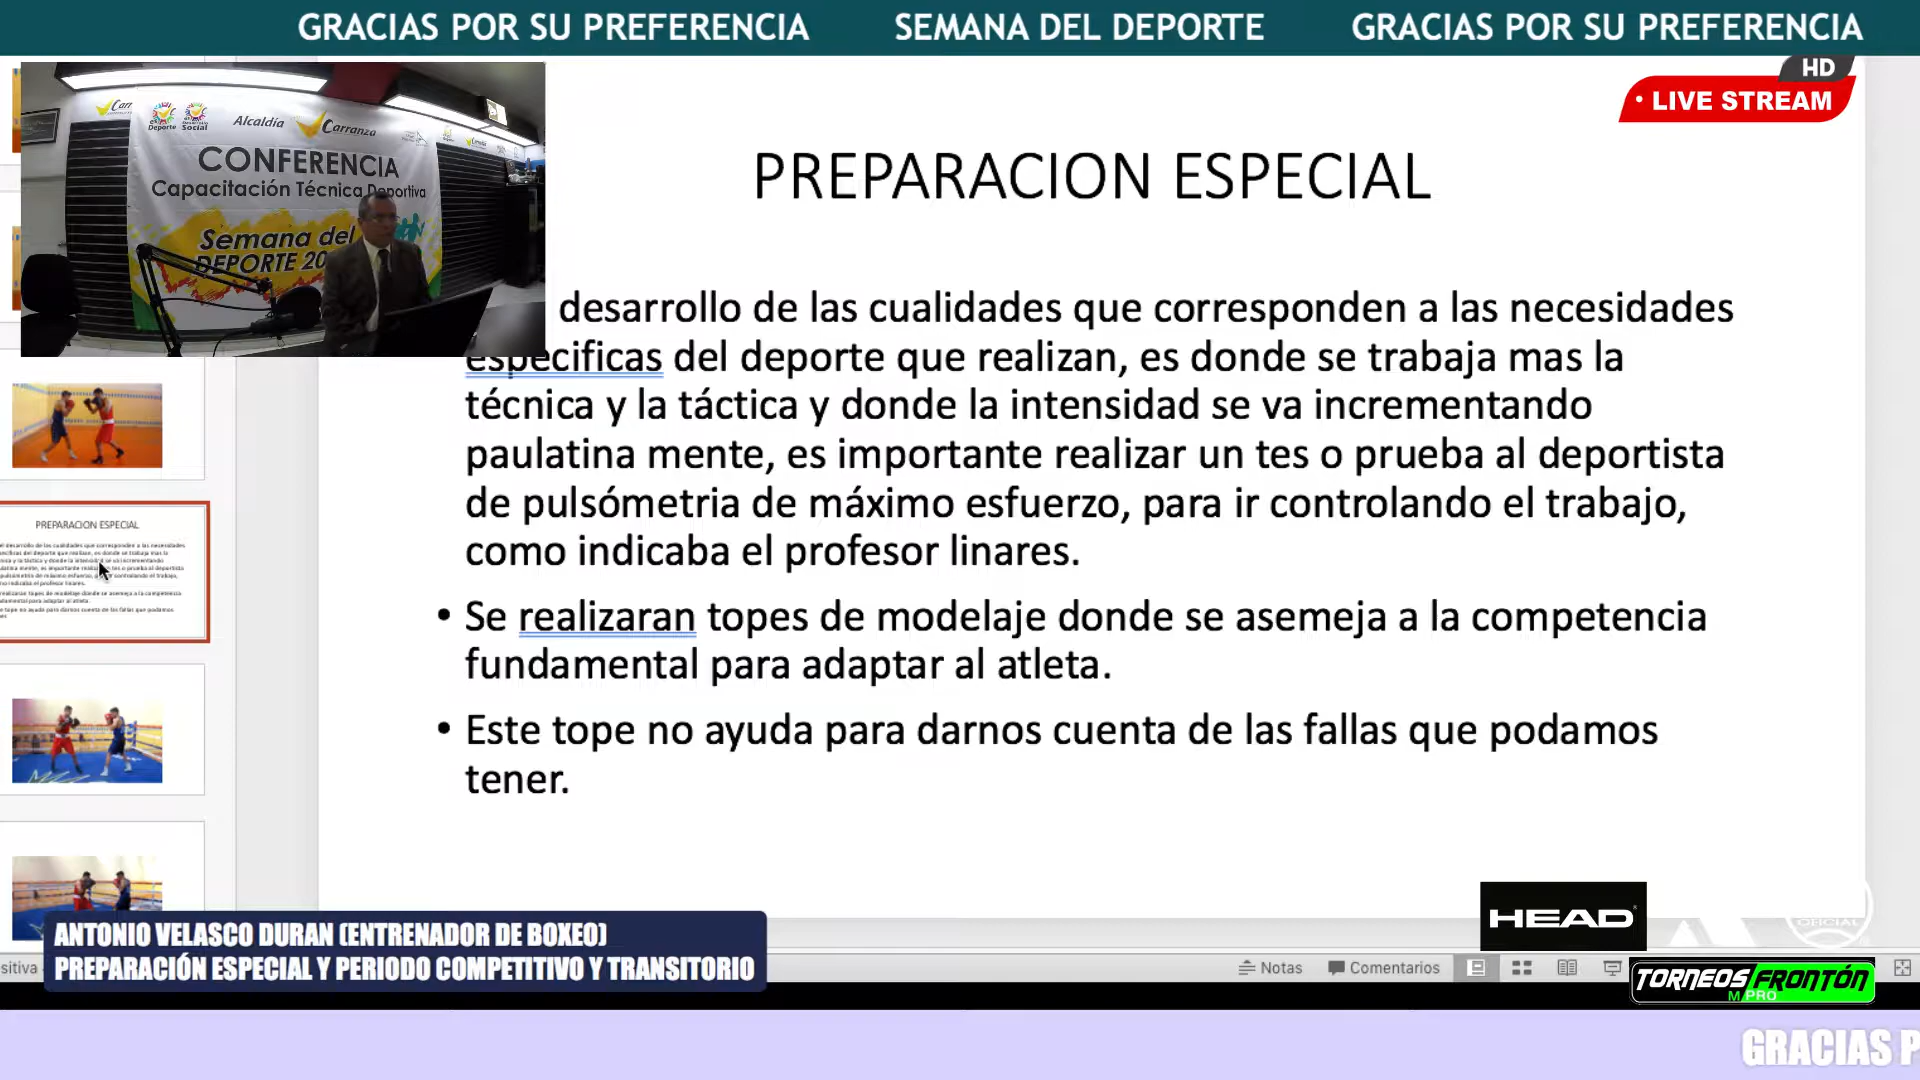 GRACIAS POR SU PREFERENCIA SEMANA DEL DEPORTE GRACIAS POR SU PREFERENCIA
HD
• LIVE STREAM
Deporte Social Alcaldía Carranza
CONFERENCIA
Capacitación Técnica Deportiva
Semana del
DEPORTE 20
PREPARACION ESPECIAL
desarrollo de las cualidades que corresponden a las necesidades
especificas del deporte que realizan, es donde se trabaja mas la
técnica y la táctica y donde la intensidad se va incrementando
paulatina mente, es importante realizar un tes o prueba al deportista
de pulsómetria de máximo esfuerzo, para ir controlando el trabajo,
como indicaba el profesor linares.
• Se realizaran topes de modelaje donde se asemeja a la competencia
fundamental para adaptar al atleta.
• Este tope no ayuda para darnos cuenta de las fallas que podamos
tener.
PREPARACION ESPECIAL
HEAD
OFICIAL
ANTONIO VELASCO DURAN (ENTRENADOR DE BOXEO)
PREPARACIÓN ESPECIAL Y PERIODO COMPETITIVO Y TRANSITORIO
sitiva
Notas Comentarios
TORNEOS FRONTÓN
M PRO
GRACIAS P